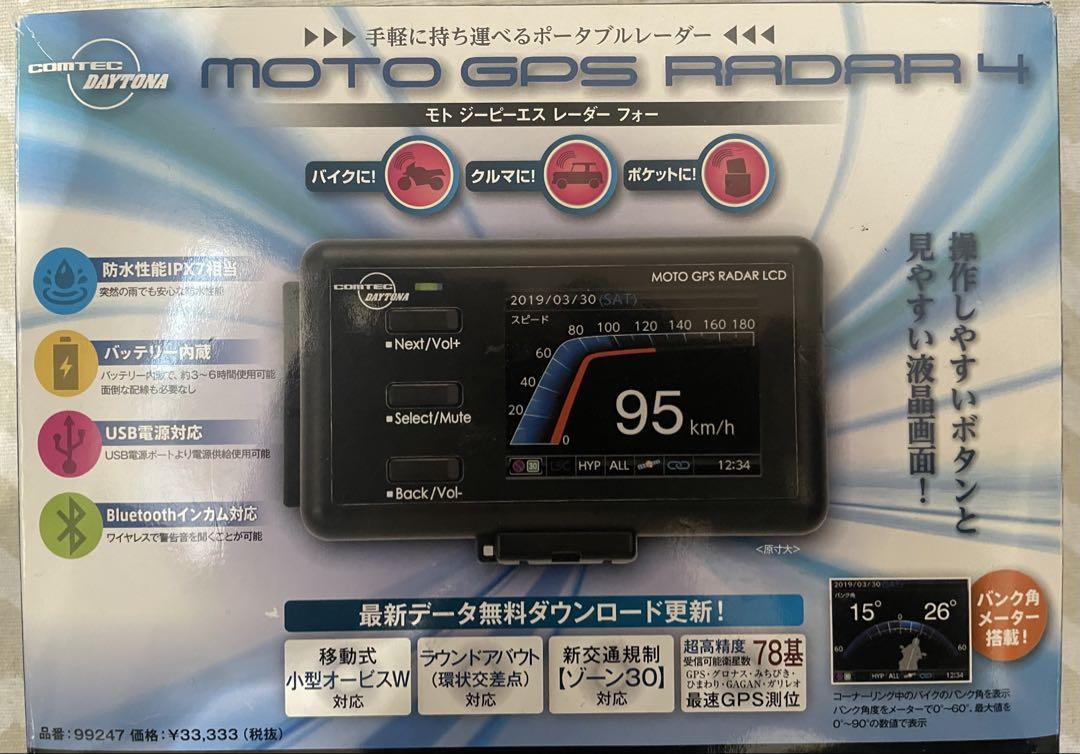 ▶▶▶ 手軽に持ち運べるポータブルレーダー ◀◀◀
COMTEC
DAYTONA
MOTO GPS RADAR 4
モト ジーピーエス レーダー フォー
バイクに!
クルマに!
ポケットに!
防水性能IPX7相当
突然の雨でも安心な防水性能
バッテリー内蔵
バッテリー内蔵で、約3~6時間使用可能
面倒な配線も必要なし
USB電源対応
USB電源ポートより電源供給使用可能
Bluetoothインカム対応
ワイヤレスで警告音を聞くことが可能
COMTEC
DAYTONA
MOTO GPS RADAR LCD
Next/Vol+
Select/Mute
Back/Vol-
2019/03/30 (SAT)
スピード
0 20 40 60 80 100 120 140 160 180
95 km/h
30 LSC HYP ALL 12:34
<原寸大>
操作しやすいボタンと
見やすい液晶画面!
最新データ無料ダウンロード更新!
移動式
小型オービスW
対応
ラウンドアバウト
(環状交差点)
対応
新交通規制
【ゾーン30】
対応
超高精度
受信可能衛星数
78基
GPS・グロナス・みちびき・
ひまわり・GAGAN・ガリレオ
最速GPS測位
2019/03/30 (SAT)
バンク角
15° 26°
60 0 60
HYP ALL 12:34
バンク角
メーター
搭載!
コーナーリング中のバイクのバンク角を表示
バンク角度をメーターで0°~60°、最大値を
0°~90°の数値で表示
品番:99247 価格:¥33,333(税抜)